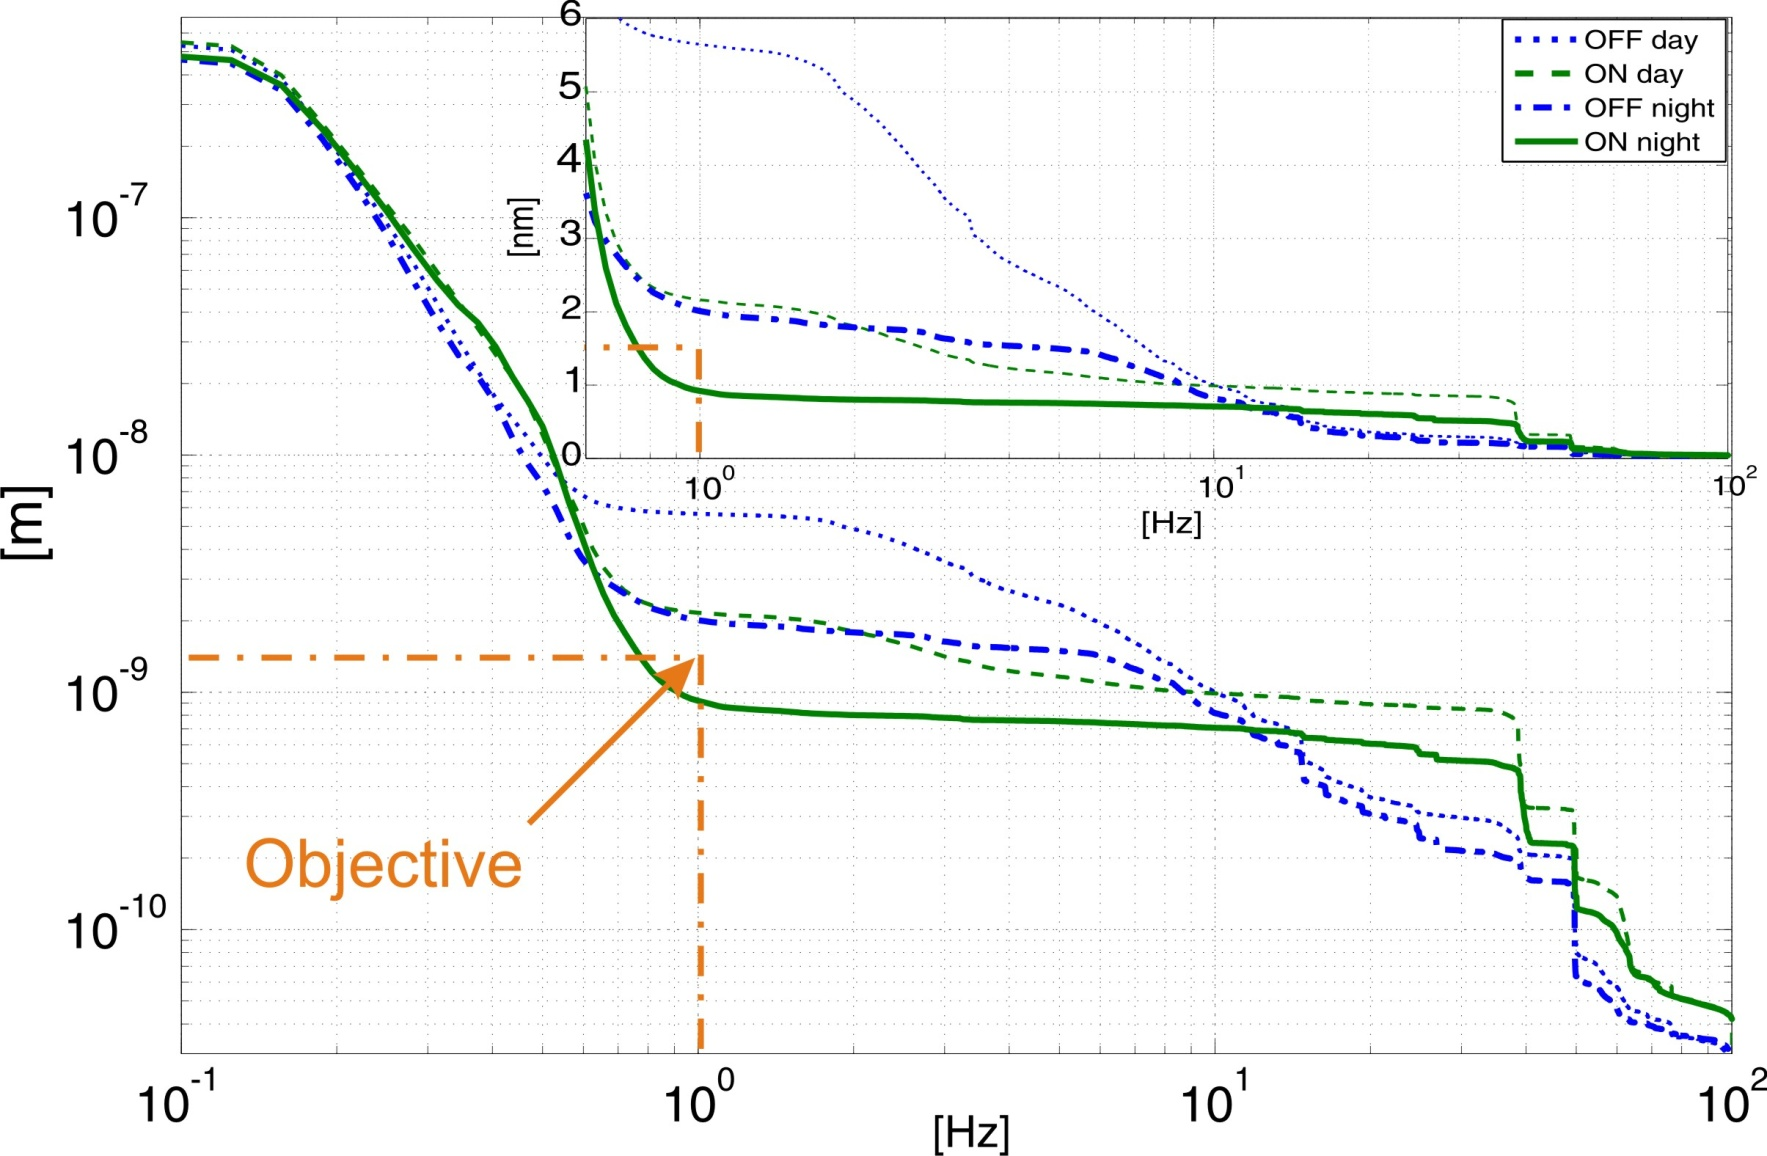 6
5
4
3
2
1
0
[nm]
10^0
10^1
10^2
[Hz]
OFF day
ON day
OFF night
ON night
10^-7
10^-8
10^-9
10^-10
[m]
Objective
10^-1
10^0
10^1
10^2
[Hz]